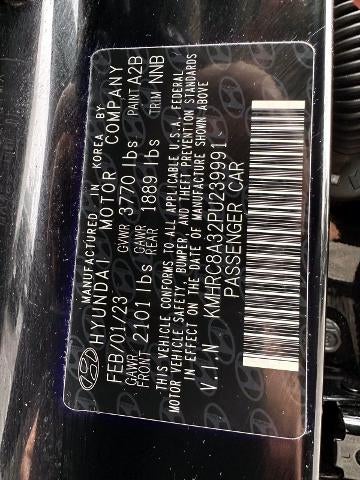 MANUFACTURED IN KOREA BY
HYUNDAI MOTOR COMPANY
FEB/01/23 GVWR 3770 lbs PAINT A2B
GAWR FRONT 2101 lbs GAWR REAR 1889 lbs TRIM NNB
THIS VEHICLE CONFORMS TO ALL APPLICABLE U.S.A. FEDERAL
MOTOR VEHICLE SAFETY, BUMPER, AND THEFT PREVENTION STANDARDS
IN EFFECT ON THE DATE OF MANUFACTURE SHOWN ABOVE
V.I.N KMHRC8A32PU239991
PASSENGER CAR